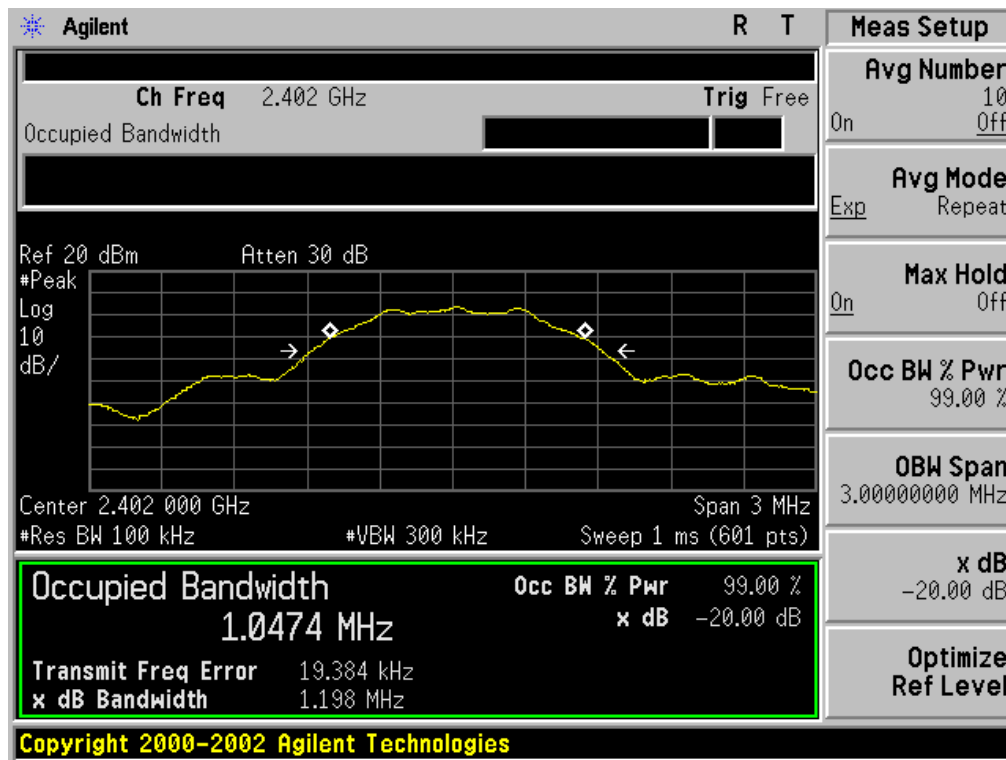 Agilent R T
Meas Setup
Ch Freq 2.402 GHz Trig Free
Occupied Bandwidth
Ref 20 dBm Atten 30 dB
#Peak
Log
10
dB/
Center 2.402 000 GHz Span 3 MHz
#Res BW 100 kHz #VBW 300 kHz Sweep 1 ms (601 pts)
Occupied Bandwidth Occ BW % Pwr 99.00 %
1.0474 MHz x dB -20.00 dB
Transmit Freq Error 19.384 kHz
x dB Bandwidth 1.198 MHz
Copyright 2000-2002 Agilent Technologies
Avg Number
10
On Off
Avg Mode
Exp Repeat
Max Hold
On Off
Occ BW % Pwr
99.00 %
OBW Span
3.00000000 MHz
x dB
-20.00 dB
Optimize
Ref Level